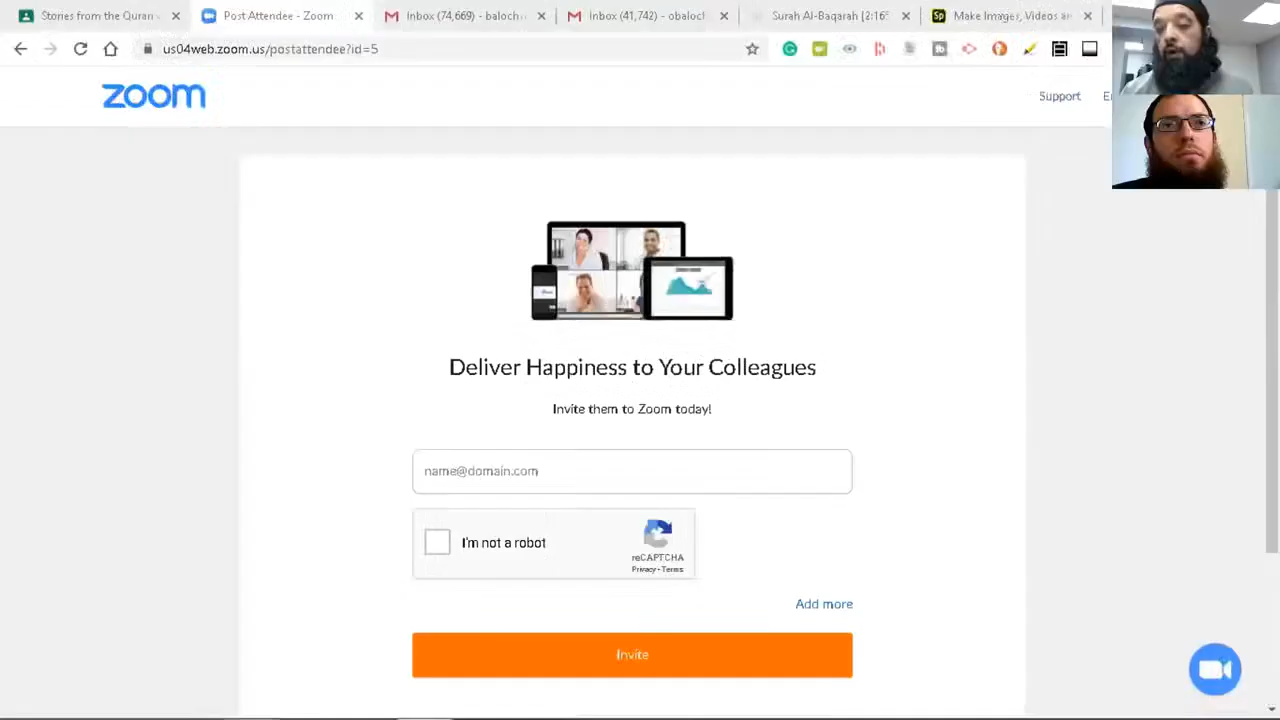 Stories from the Quran
Post Attendee - Zoom
Inbox (74,669) - baloch
Inbox (41,742) - obaloch
Surah Al-Baqarah [2:16
Make Images, Videos a
us04web.zoom.us/postattendee?id=5
zoom
Support
Deliver Happiness to Your Colleagues
Invite them to Zoom today!
name@domain.com
I'm not a robot
reCAPTCHA
Privacy - Terms
Add more
Invite